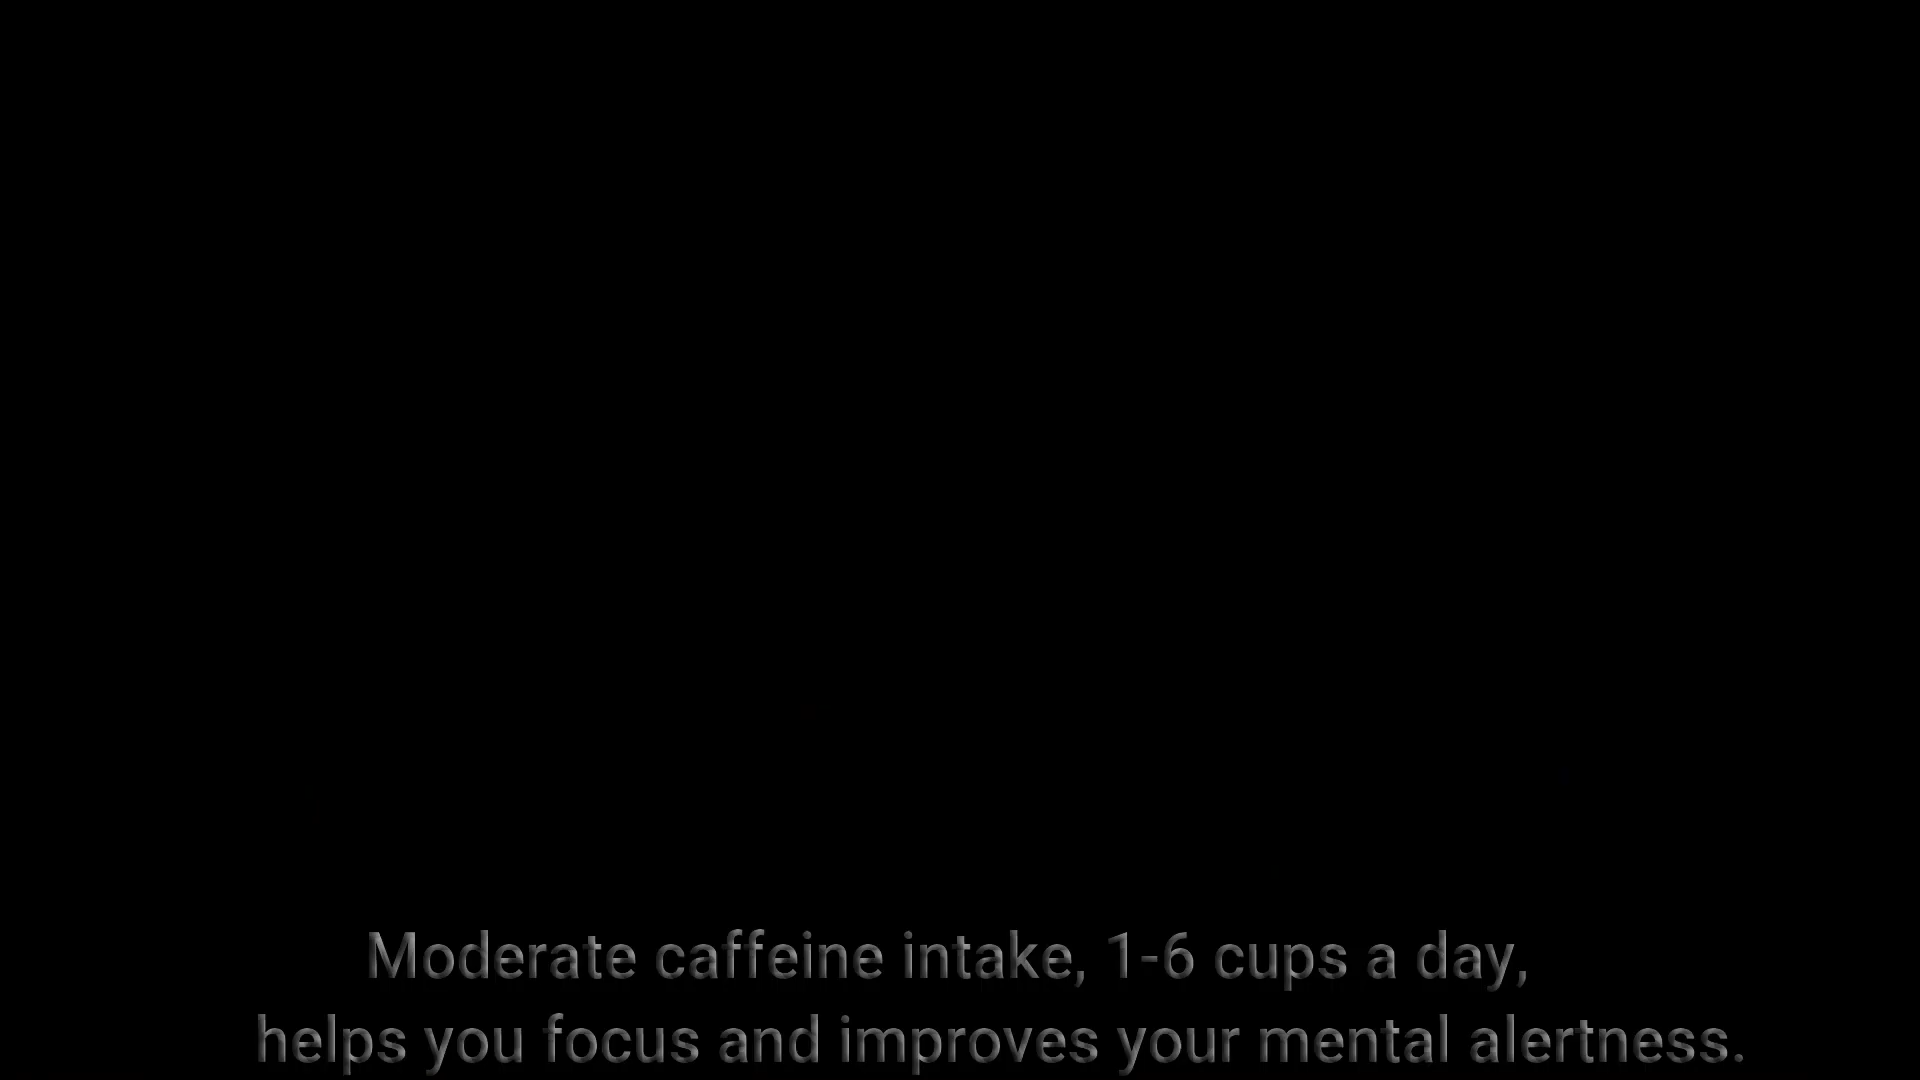 Moderate caffeine intake, 1-6 cups a day,
helps you focus and improves your mental alertness.